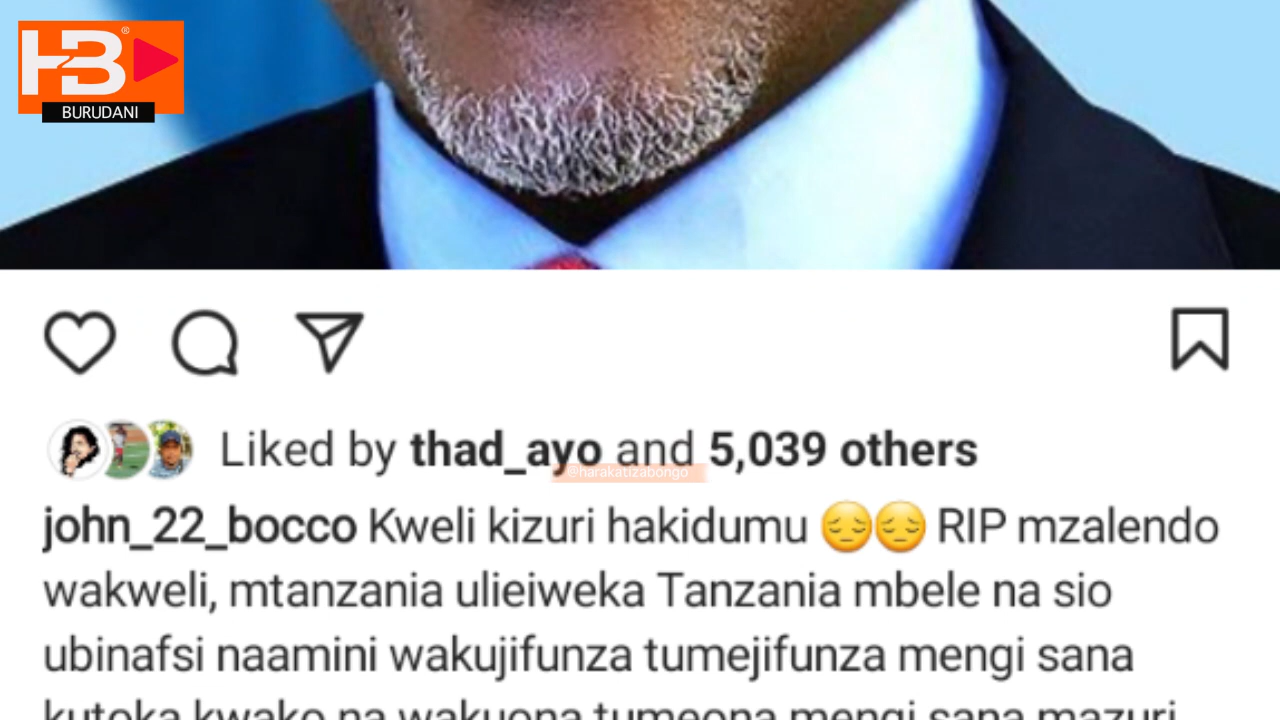 HB®
BURUDANI
Liked by thad_ayo and 5,039 others
@harakatizabongo
john_22_bocco Kweli kizuri hakidumu 😔😔 RIP mzalendo
wakweli, mtanzania ulieiweka Tanzania mbele na sio
ubinafsi naamini wakujifunza tumejifunza mengi sana
kutoka kwako na wakuona tumeona mengi sana mazuri